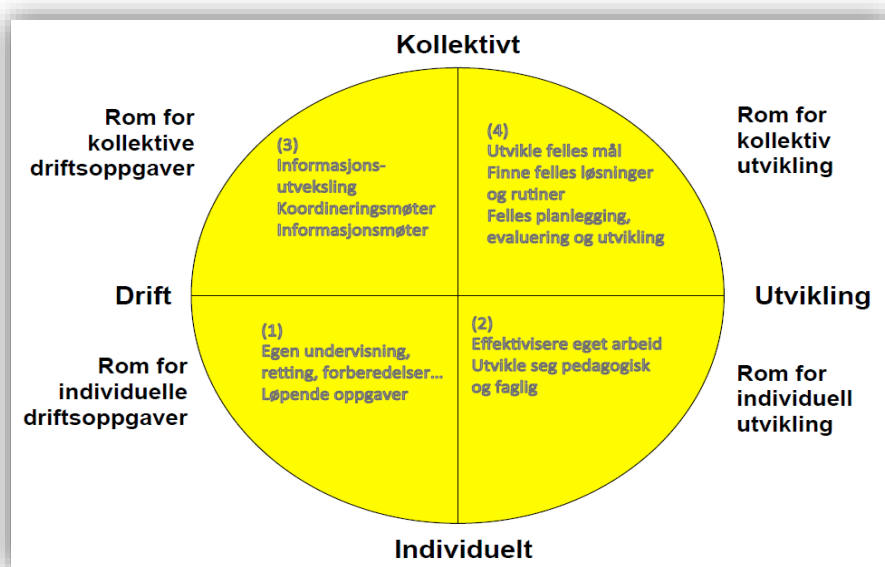 Kollektivt
Rom for
kollektive
driftsoppgaver
(3)
Informasjons-
utveksling
Koordineringsmøter
Informasjonsmøter
(4)
Utvikle felles mål
Finne felles løsninger
og rutiner
Felles planlegging,
evaluering og utvikling
Rom for
kollektiv
utvikling
Drift
Utvikling
Rom for
individuelle
driftsoppgaver
(1)
Egen undervisning,
retting, forberedelser...
Løpende oppgaver
(2)
Effektivisere eget arbeid
Utvikle seg pedagogisk
og faglig
Rom for
individuell
utvikling
Individuelt